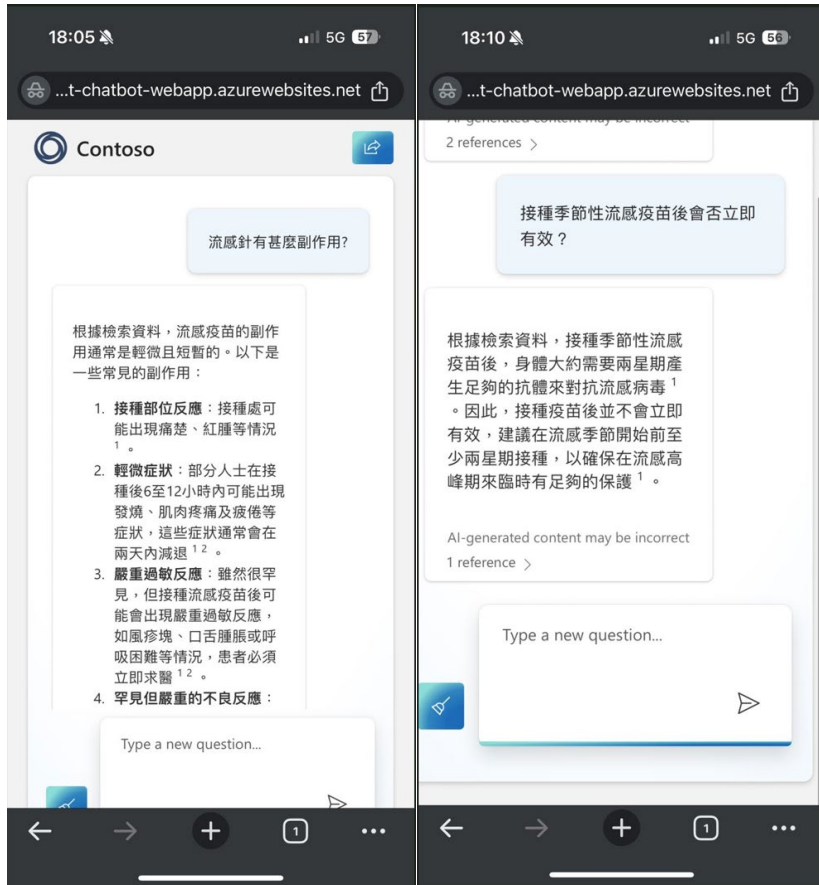 18:05
5G 57
...t-chatbot-webapp.azurewebsites.net
Contoso
流感針有甚麼副作用?
根據檢索資料，流感疫苗的副作
用通常是輕微且短暫的。以下是
一些常見的副作用：
1. 接種部位反應：接種處可
能出現痛楚、紅腫等情況
1 。
2. 輕微症狀：部分人士在接
種後6至12小時內可能出現
發燒、肌肉疼痛及疲倦等
症狀，這些症狀通常會在
兩天內減退 1 2 。
3. 嚴重過敏反應：雖然很罕
見，但接種流感疫苗後可
能會出現嚴重過敏反應，
如風疹塊、口舌腫脹或呼
吸困難等情況，患者必須
立即求醫 1 2 。
4. 罕見但嚴重的不良反應：
Type a new question...
1
18:10
5G 56
...t-chatbot-webapp.azurewebsites.net
AI-generated content may be incorrect
2 references
接種季節性流感疫苗後會否立即
有效？
根據檢索資料，接種季節性流感
疫苗後，身體大約需要兩星期產
生足夠的抗體來對抗流感病毒 1
。因此，接種疫苗後並不會立即
有效，建議在流感季節開始前至
少兩星期接種，以確保在流感高
峰期來臨時有足夠的保護 1 。
AI-generated content may be incorrect
1 reference
Type a new question...
1